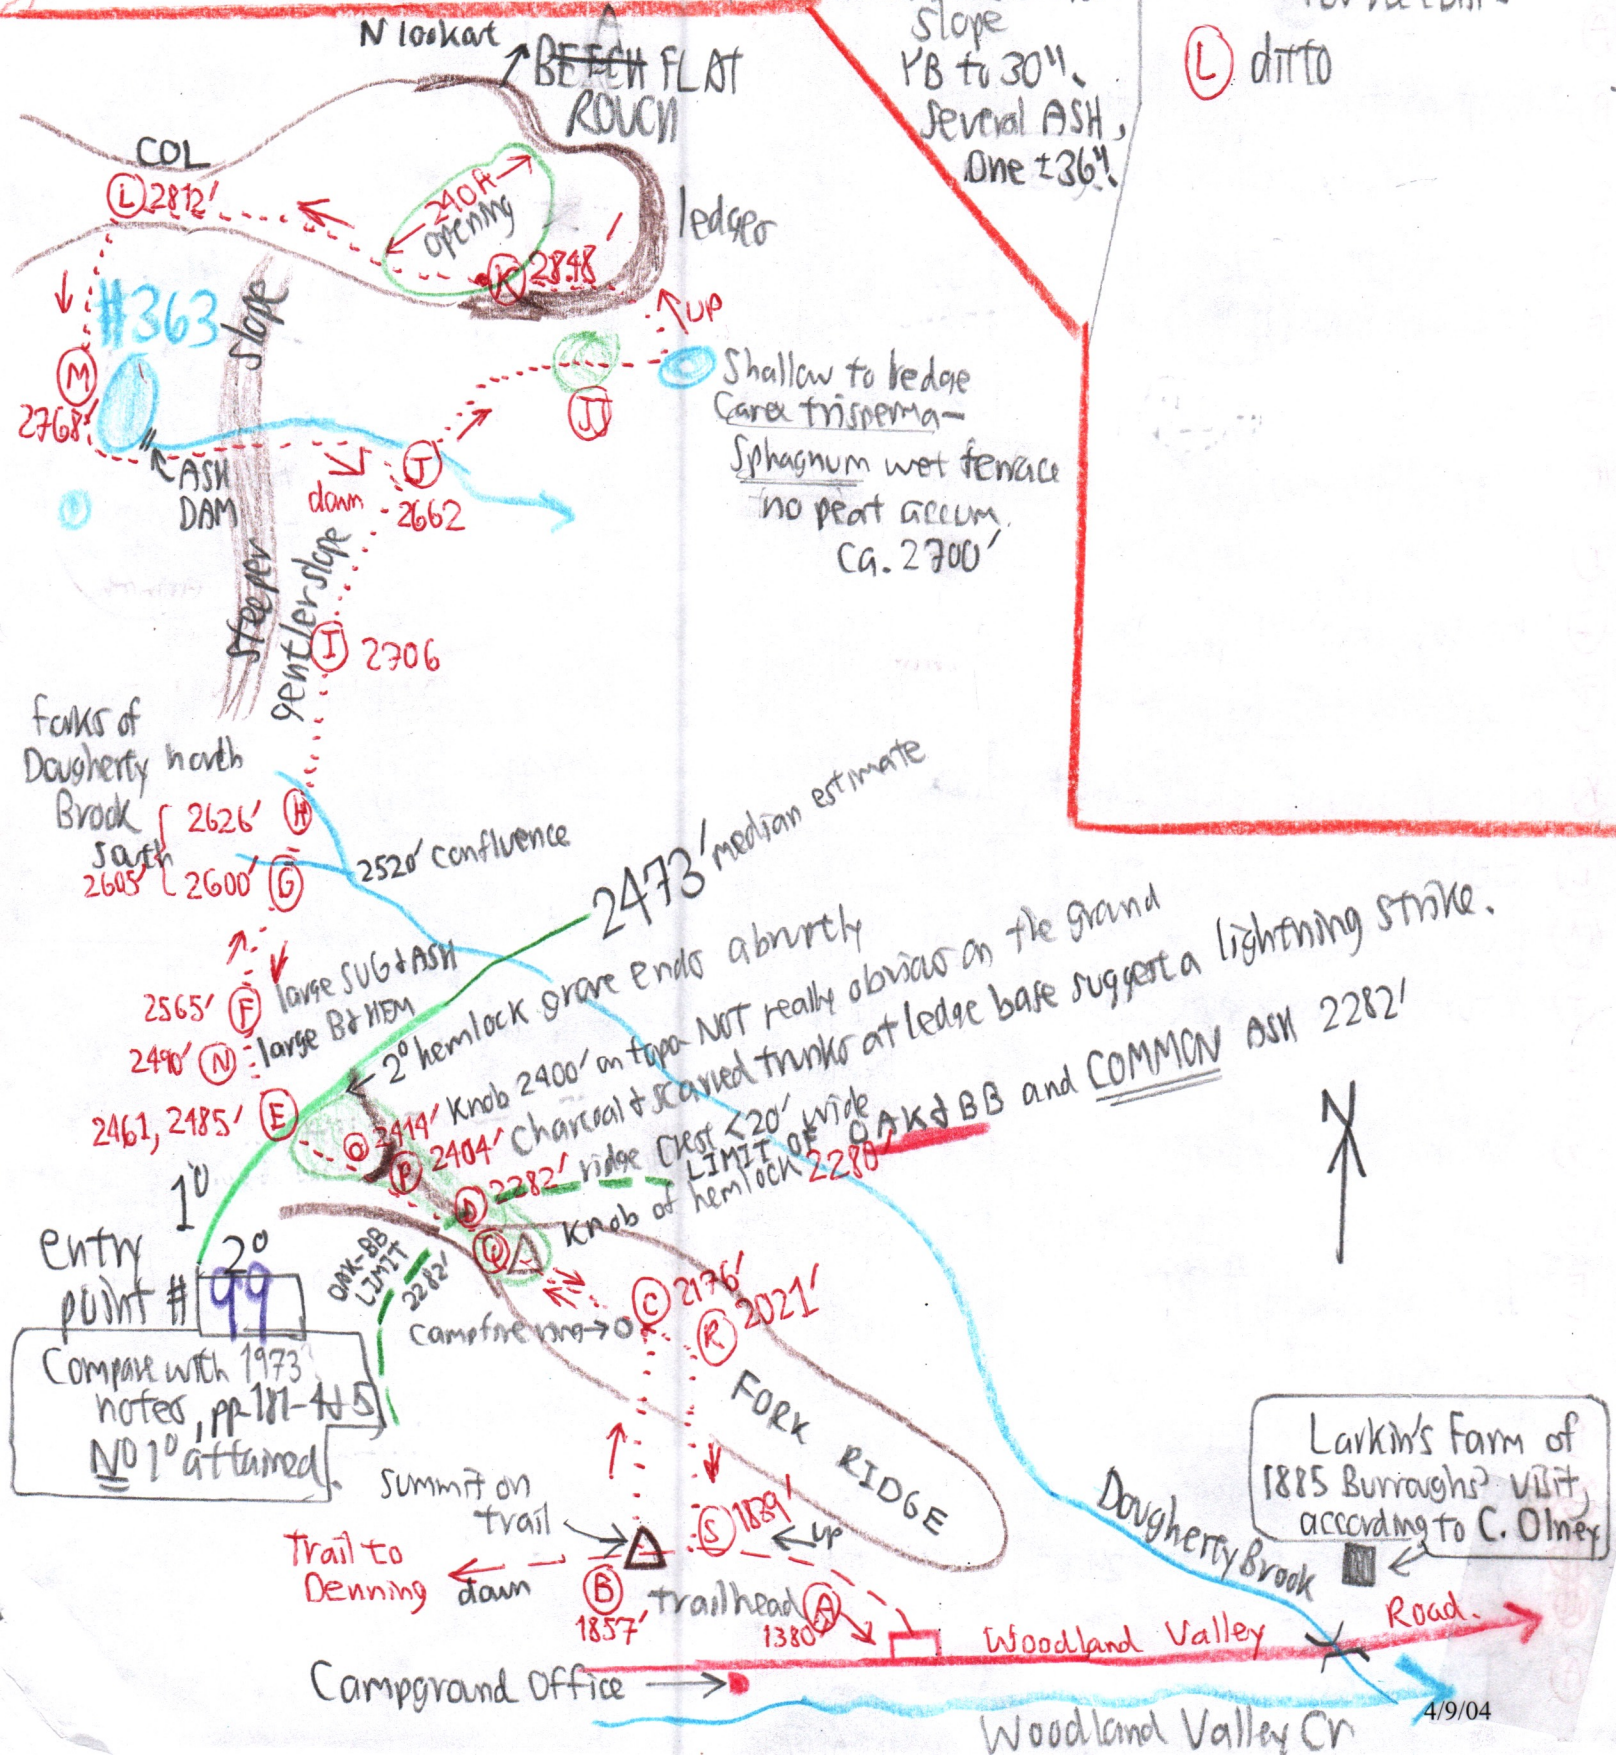 N lookout
BEECH FLAT
ROUGH
slope
YB to 30".
Several ASH,
One ±36".
L ditto
COL
L 2812'
240 ft
opening
K 2848'
ledges
UP
#363
slope
M
2768'
JJ
Shallow to ledge
Carex trisperma-
Sphagnum wet terrace
no peat accum.
Ca. 2700'
ASH
DAM
down
J
2662
steeper
gentler slope
I 2706
forks of
Dougherty north
Brook
2626' H
south
2605' 2600' G
2520' confluence
2473' median estimate
large SUG & ASH
2565' F
large B & HEM
2490' N
2° hemlock grove ends abruptly
2461, 2485' E
O 2414' Knob 2400' on topo NOT really obvious on the ground
P 2404' Charcoal & scarred trunks at ledge base suggest a lightning strike.
D 2282' ridge crest <20' wide
LIMIT OF OAK & BB and COMMON ASH 2282'
2280'
Knob of hemlock
Q
1°
2°
entry
point # 99
OAK-BB
LIMIT
2282'
C 2176'
R 2021'
Campfire ring → O
Compare with 1973
notes, pp 181-4 & 5
NO 1° attained.
N
FORK RIDGE
Summit on
trail
S 1889'
up
Trail to
Denning
down
B
1857'
trailhead A
1380'
Dougherty Brook
Larkin's Farm of
1885 Burroughs' visit,
according to C. Olney
Woodland Valley Road.
Campground Office
Woodland Valley Cr
4/9/04